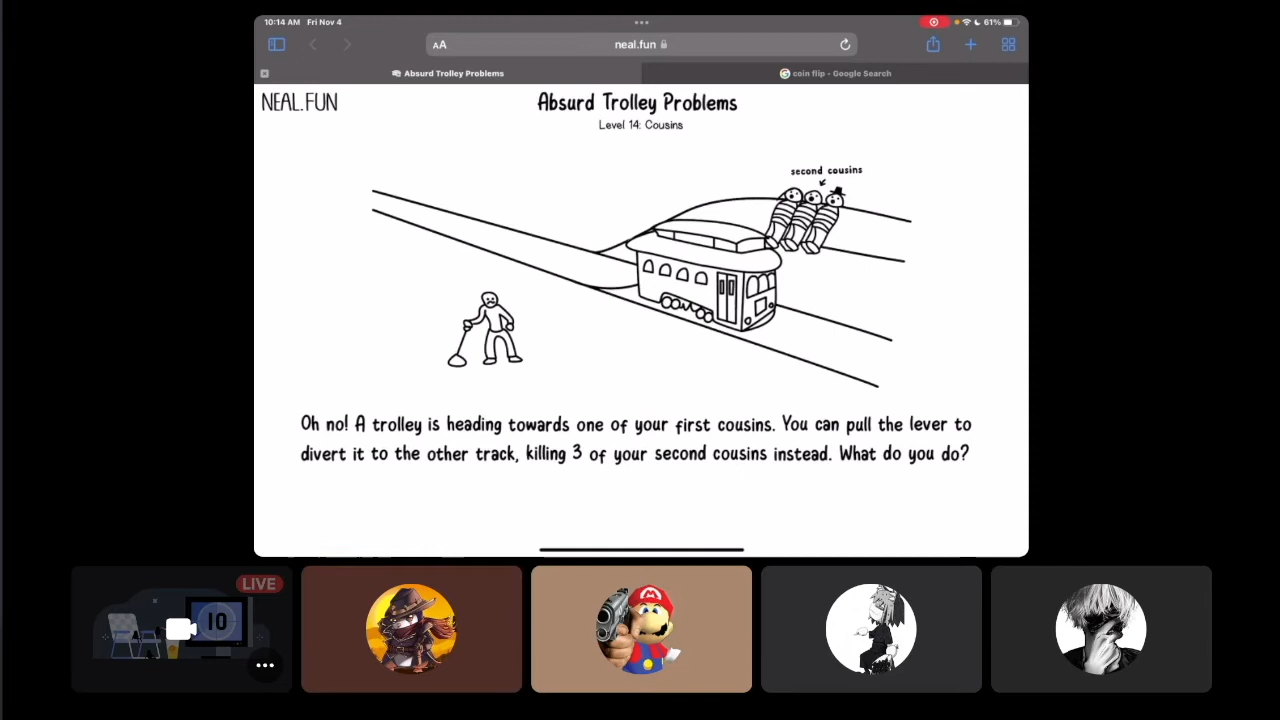 10:14 AM Fri Nov 4
61%
AA
neal.fun
Absurd Trolley Problems
coin flip - Google Search
NEAL.FUN
Absurd Trolley Problems
Level 14: Cousins
second cousins
Oh no! A trolley is heading towards one of your first cousins. You can pull the lever to
divert it to the other track, killing 3 of your second cousins instead. What do you do?
LIVE
10